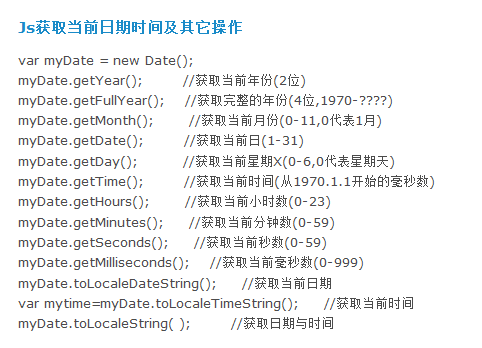 Js获取当前日期时间及其它操作
var myDate = new Date();
myDate.getYear();        //获取当前年份(2位)
myDate.getFullYear();    //获取完整的年份(4位,1970-????)
myDate.getMonth();       //获取当前月份(0-11,0代表1月)
myDate.getDate();        //获取当前日(1-31)
myDate.getDay();         //获取当前星期X(0-6,0代表星期天)
myDate.getTime();        //获取当前时间(从1970.1.1开始的毫秒数)
myDate.getHours();       //获取当前小时数(0-23)
myDate.getMinutes();     //获取当前分钟数(0-59)
myDate.getSeconds();     //获取当前秒数(0-59)
myDate.getMilliseconds();    //获取当前毫秒数(0-999)
myDate.toLocaleDateString();     //获取当前日期
var mytime=myDate.toLocaleTimeString();     //获取当前时间
myDate.toLocaleString( );        //获取日期与时间